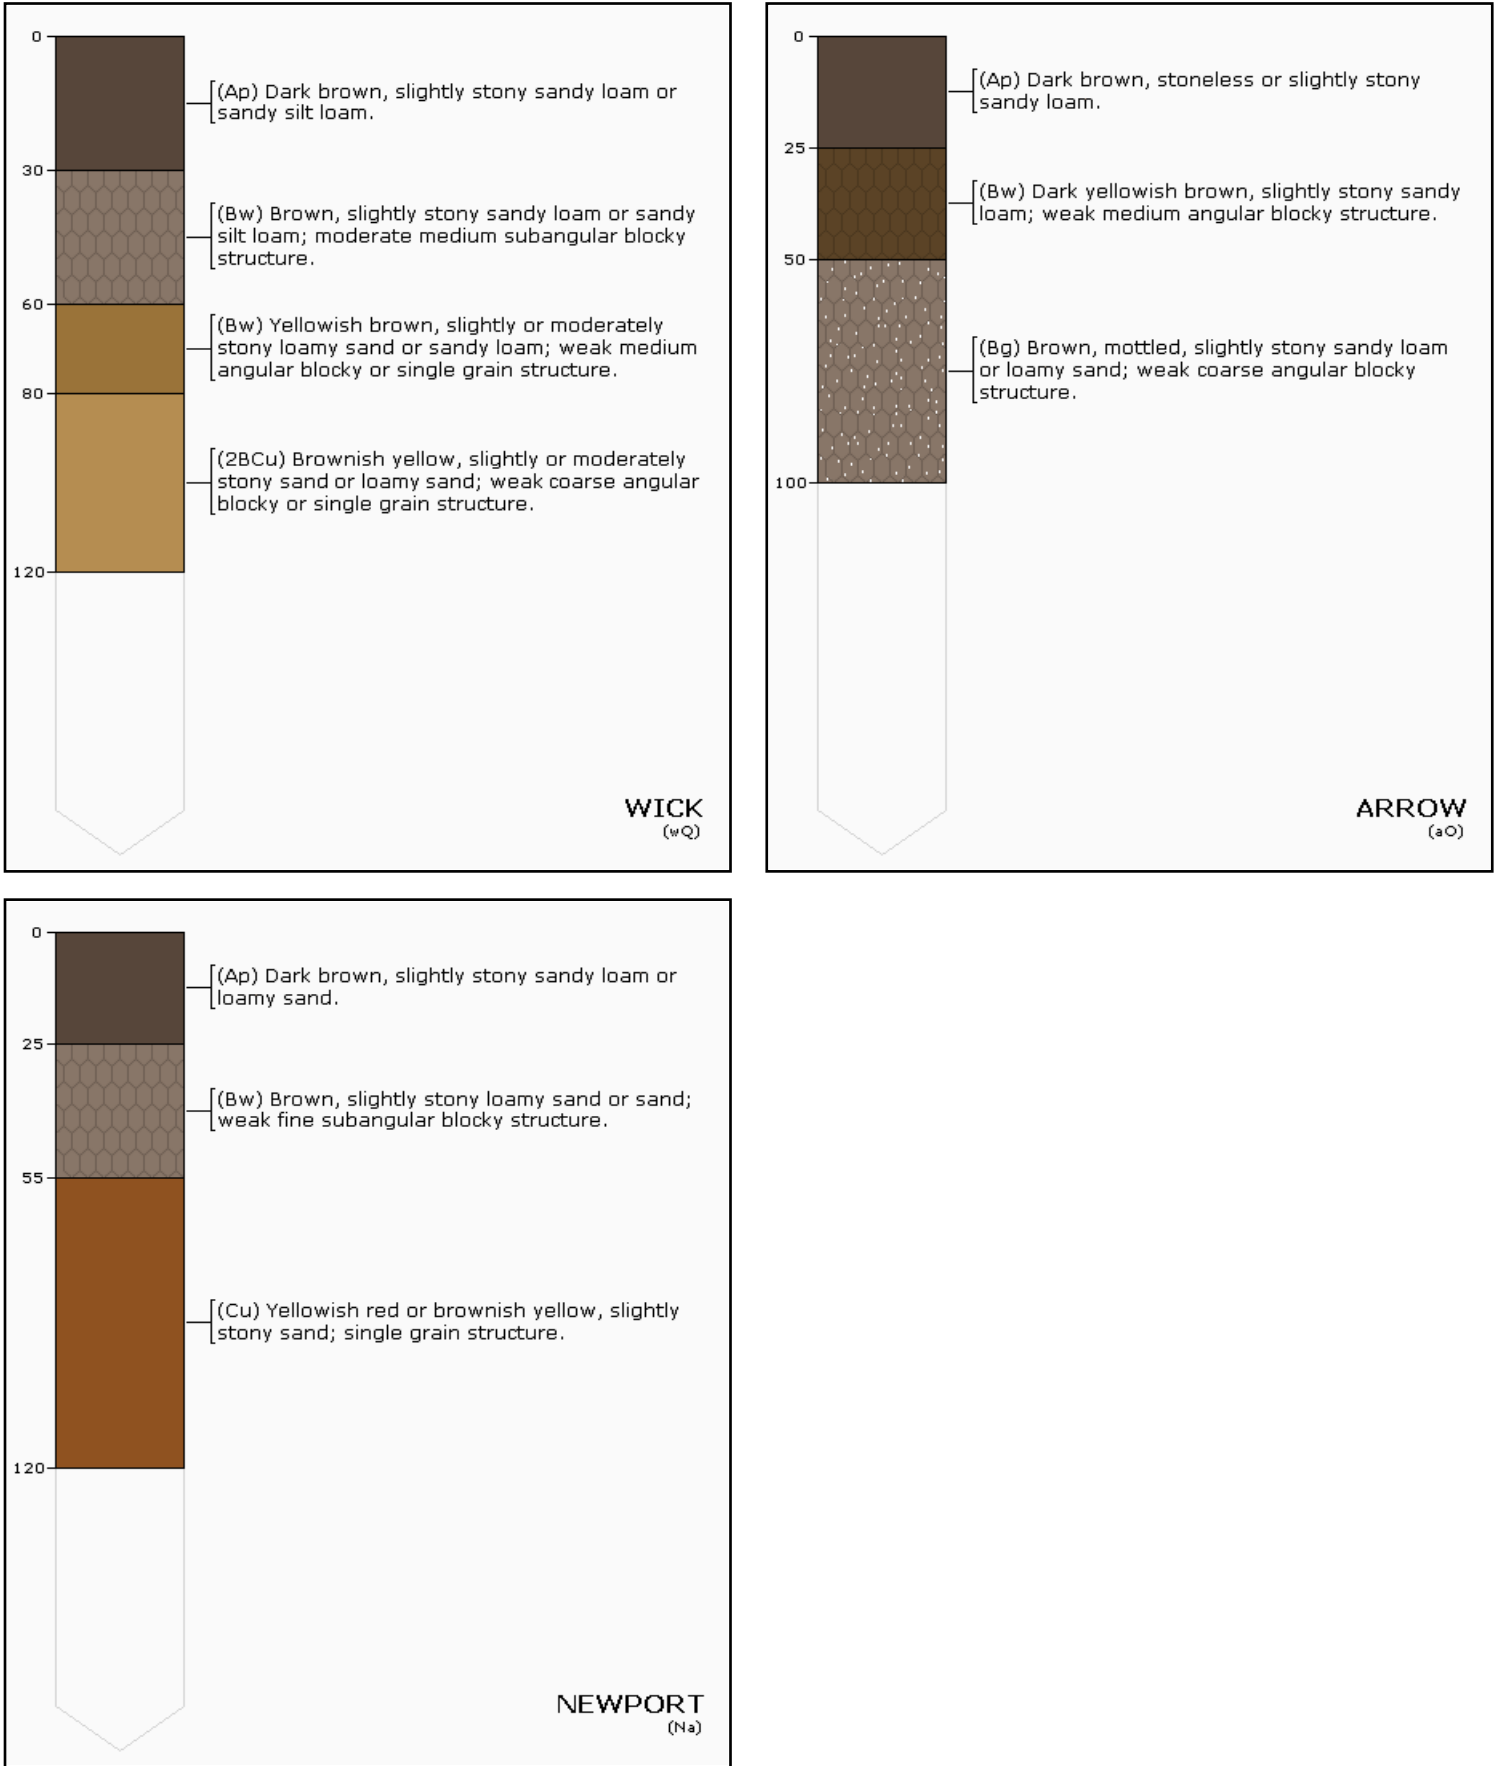 0
(Ap) Dark brown, slightly stony sandy loam or
sandy silt loam.
30
(Bw) Brown, slightly stony sandy loam or sandy
silt loam; moderate medium subangular blocky
structure.
60
(Bw) Yellowish brown, slightly or moderately
stony loamy sand or sandy loam; weak medium
angular blocky or single grain structure.
80
(2BCu) Brownish yellow, slightly or moderately
stony sand or loamy sand; weak coarse angular
blocky or single grain structure.
120
WICK
(wQ)
0
(Ap) Dark brown, stoneless or slightly stony
sandy loam.
25
(Bw) Dark yellowish brown, slightly stony sandy
loam; weak medium angular blocky structure.
50
(Bg) Brown, mottled, slightly stony sandy loam
or loamy sand; weak coarse angular blocky
structure.
100
ARROW
(aO)
0
(Ap) Dark brown, slightly stony sandy loam or
loamy sand.
25
(Bw) Brown, slightly stony loamy sand or sand;
weak fine subangular blocky structure.
55
(Cu) Yellowish red or brownish yellow, slightly
stony sand; single grain structure.
120
NEWPORT
(Na)